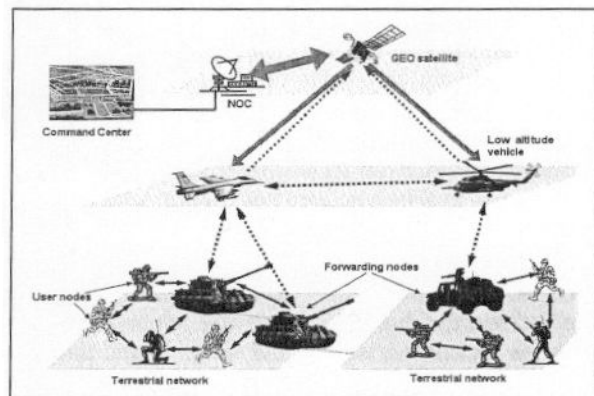 GEO satellite
NOC
Command Center
Low altitude
vehicle
Forwarding nodes
User nodes
Terrestrial network
Terrestrial network